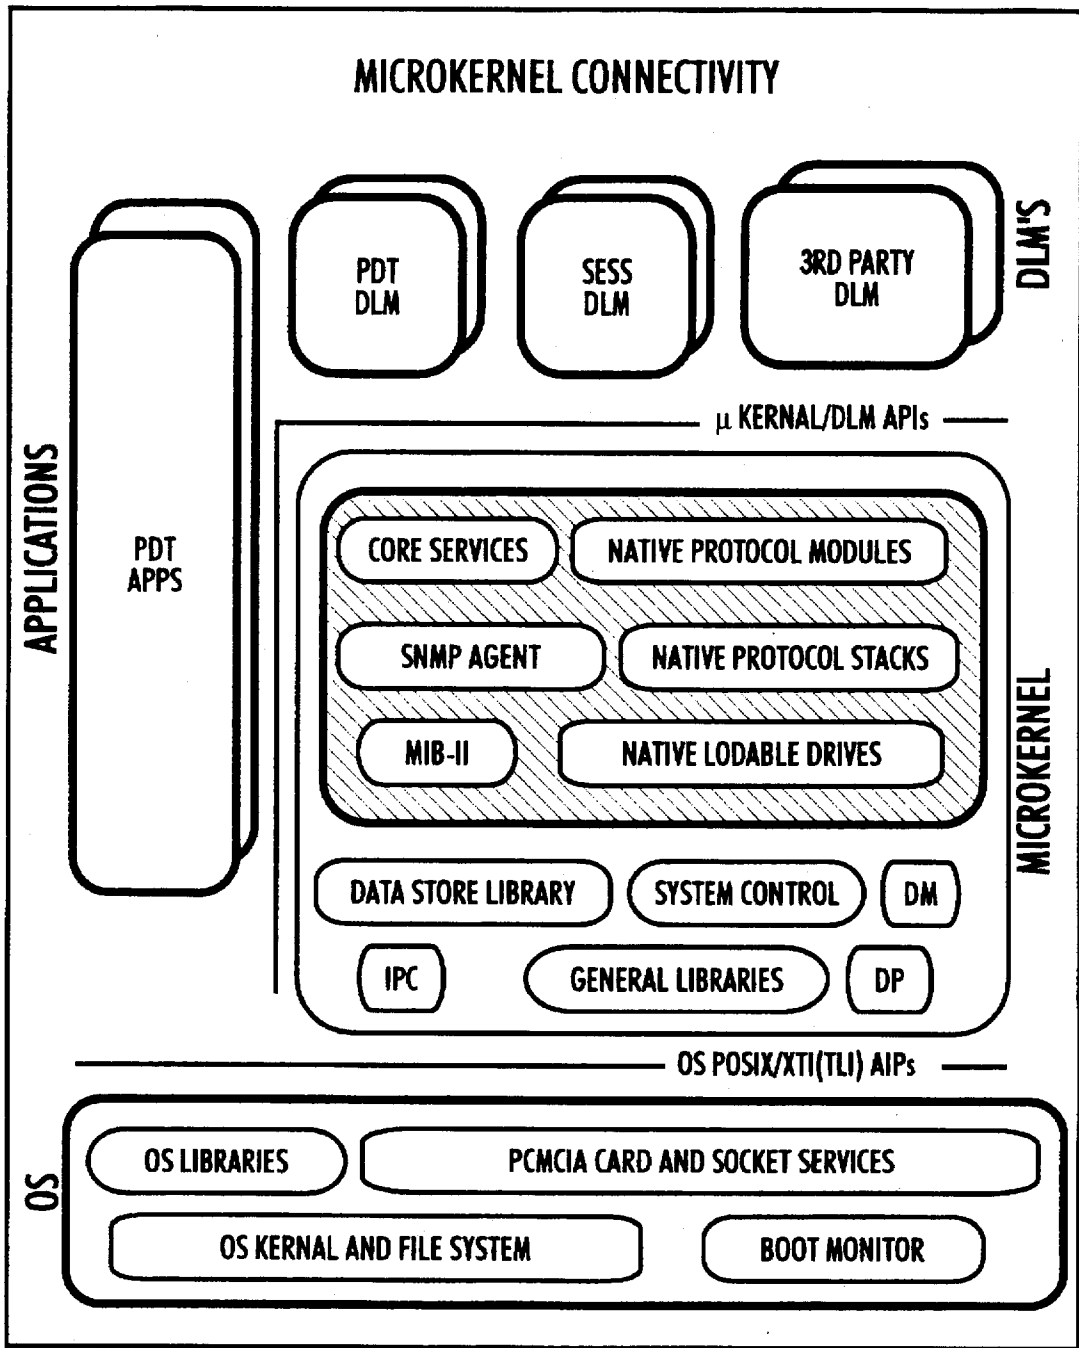 MICROKERNEL CONNECTIVITY
PDT
DLM
SESS
DLM
3RD PARTY
DLM
DLM'S
μ KERNAL/DLM APIs
APPLICATIONS
PDT
APPS
CORE SERVICES
NATIVE PROTOCOL MODULES
SNMP AGENT
NATIVE PROTOCOL STACKS
MIB-II
NATIVE LODABLE DRIVES
MICROKERNEL
DATA STORE LIBRARY
SYSTEM CONTROL
DM
IPC
GENERAL LIBRARIES
DP
OS POSIX/XTI(TLI) AIPs
OS
OS LIBRARIES
PCMCIA CARD AND SOCKET SERVICES
OS KERNAL AND FILE SYSTEM
BOOT MONITOR